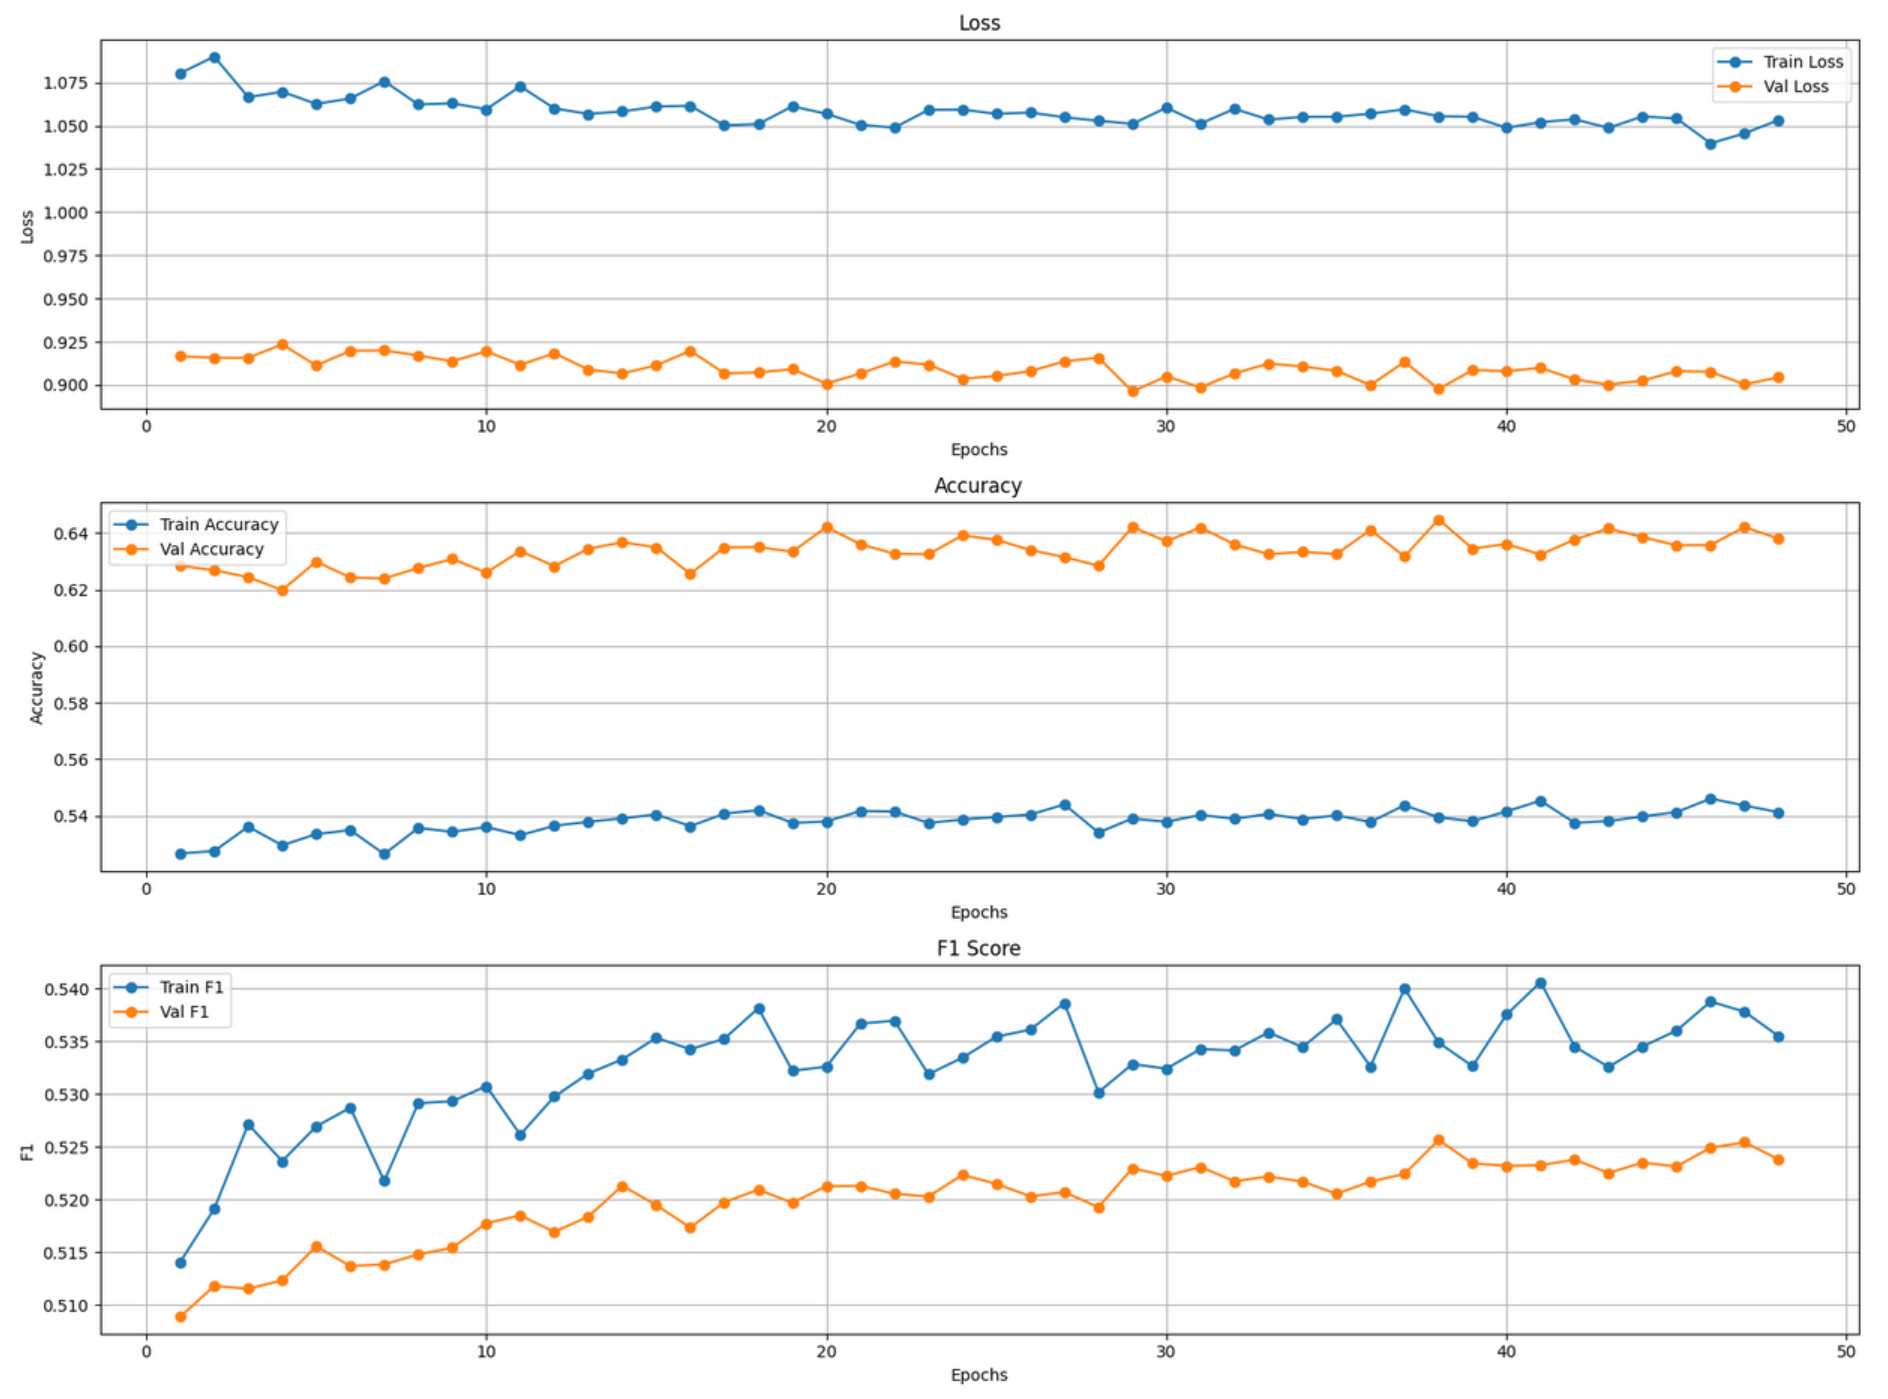 Loss
Train Loss
Val Loss
1.075
1.050
1.025
1.000
0.975
0.950
0.925
0.900
Loss
0 10 20 30 40 50
Epochs
Accuracy
Train Accuracy
Val Accuracy
0.64
0.62
0.60
0.58
0.56
0.54
Accuracy
0 10 20 30 40 50
Epochs
F1 Score
Train F1
Val F1
0.540
0.535
0.530
0.525
0.520
0.515
0.510
F1
0 10 20 30 40 50
Epochs